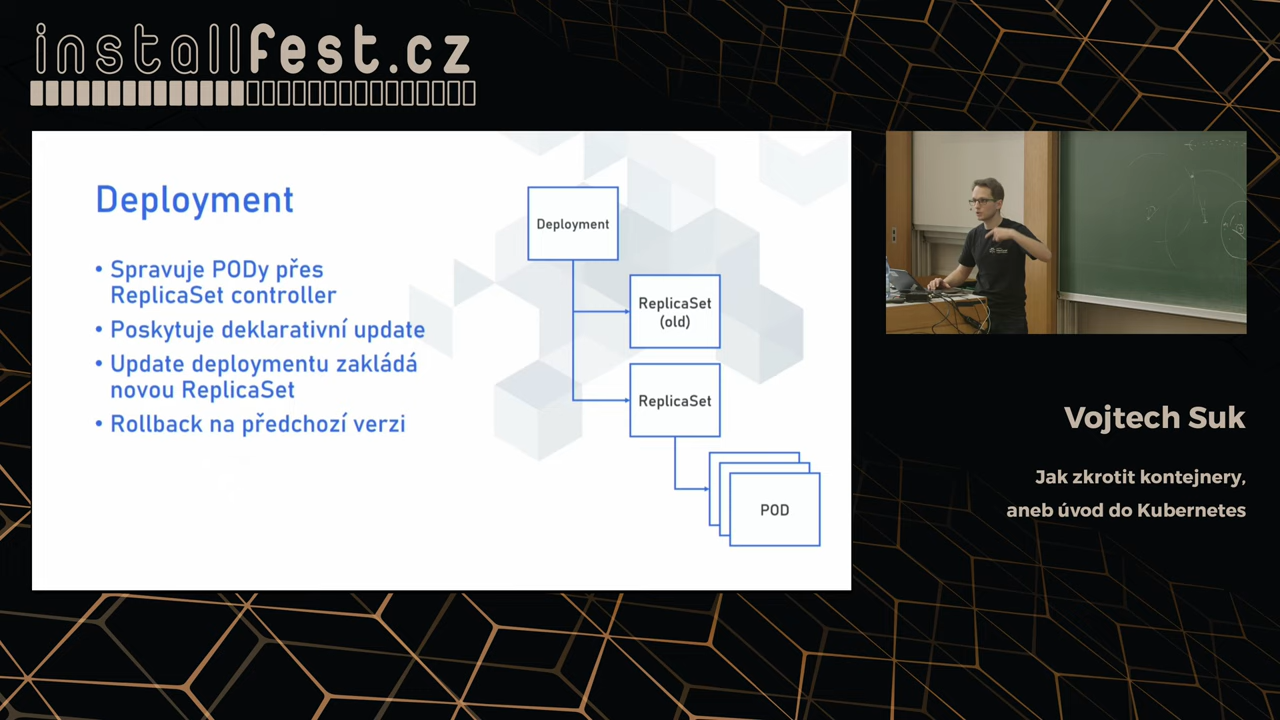 installfest.cz
Deployment
• Spravuje PODy přes
ReplicaSet controller
• Poskytuje deklarativní update
• Update deploymentu zakládá
novou ReplicaSet
• Rollback na předchozí verzi
Deployment
ReplicaSet
(old)
ReplicaSet
POD
Vojtech Suk
Jak zkrotit kontejnery,
aneb úvod do Kubernetes